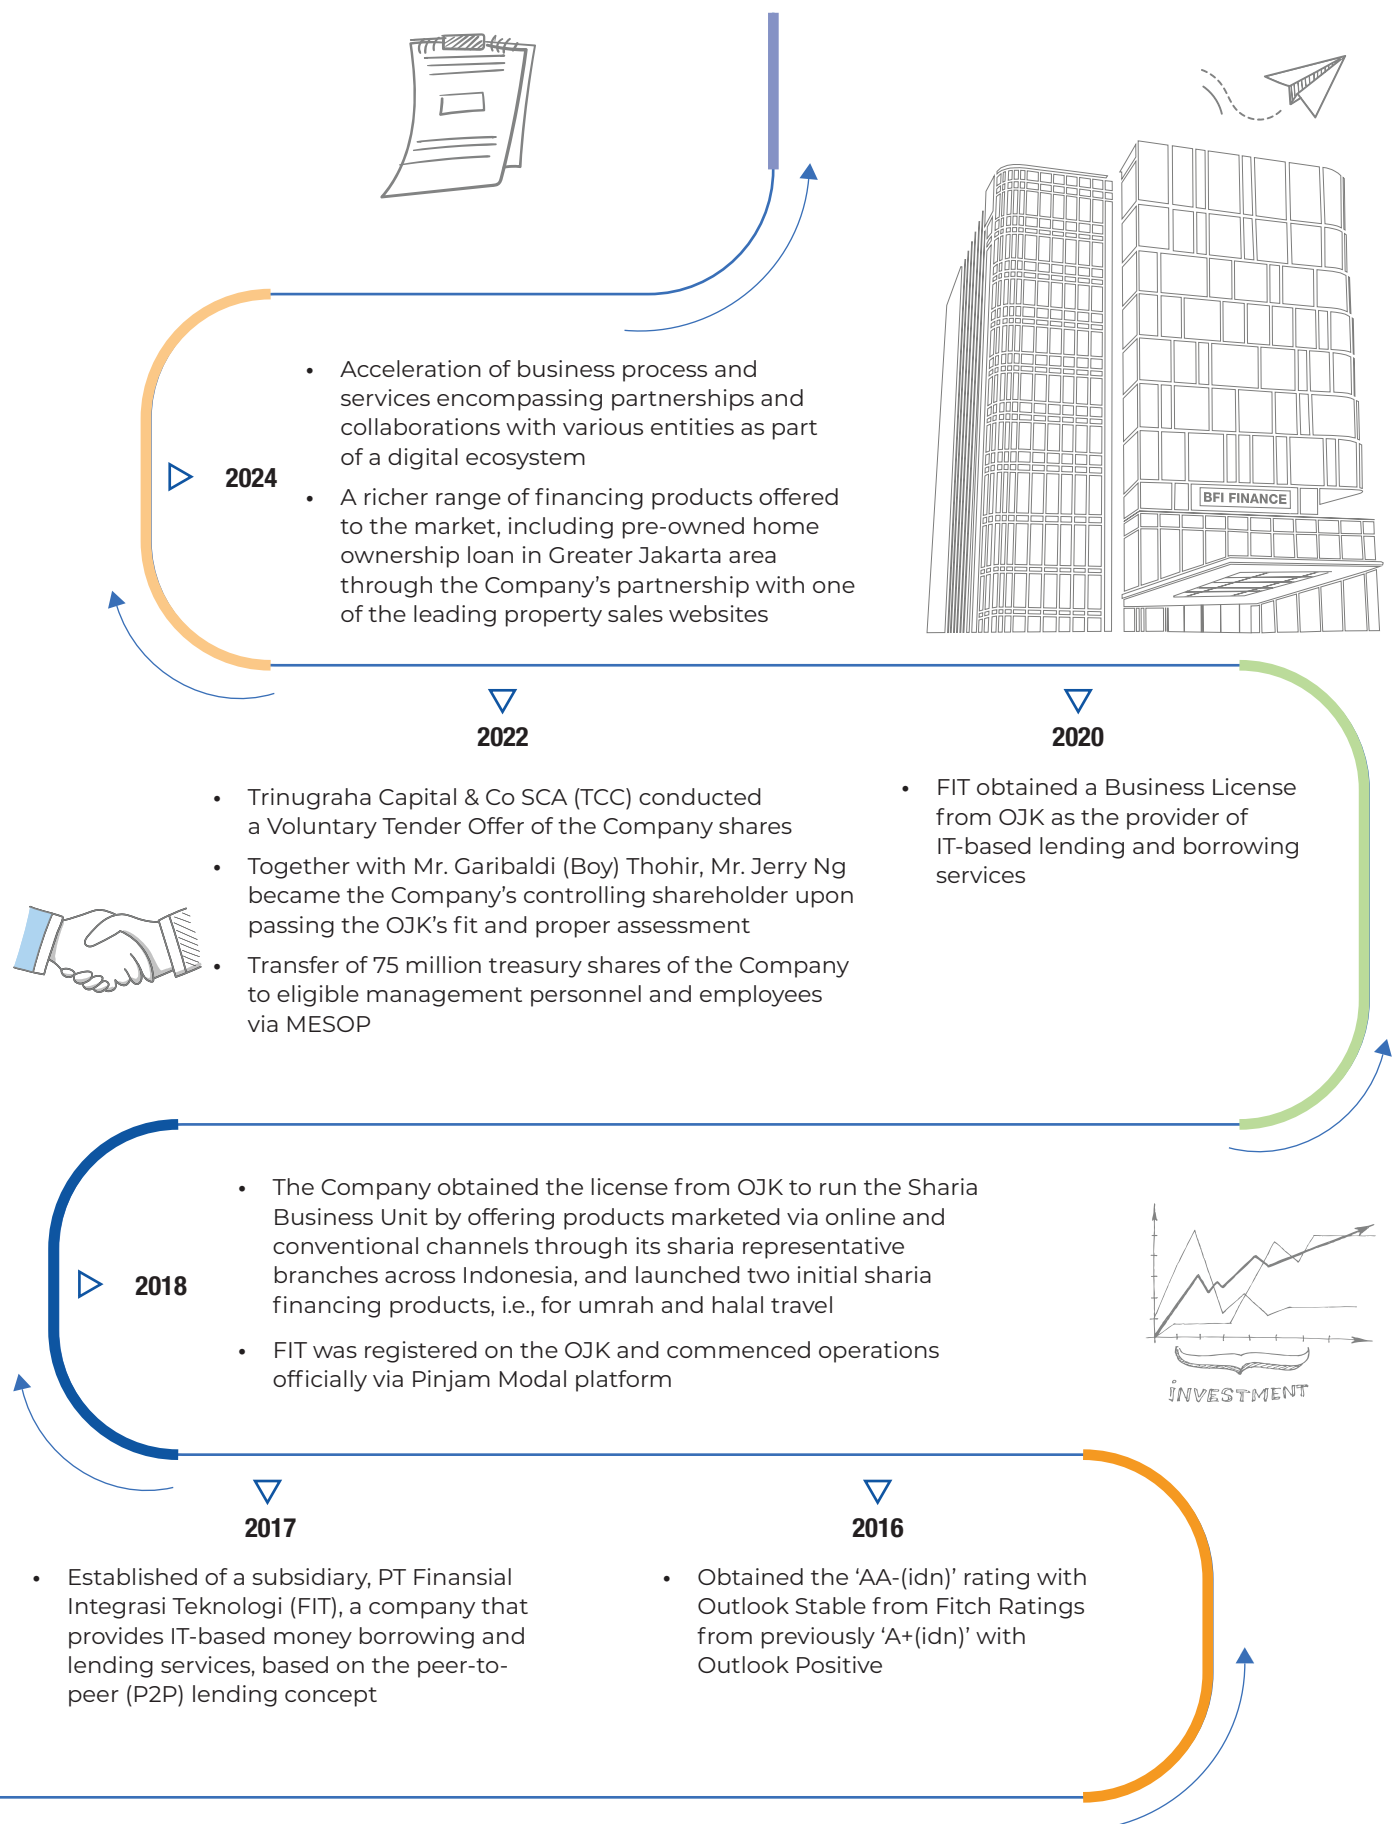 BFI FINANCE
2024
• Acceleration of business process and
services encompassing partnerships and
collaborations with various entities as part
of a digital ecosystem
• A richer range of financing products offered
to the market, including pre-owned home
ownership loan in Greater Jakarta area
through the Company’s partnership with one
of the leading property sales websites
2022
• Trinugraha Capital & Co SCA (TCC) conducted
a Voluntary Tender Offer of the Company shares
• Together with Mr. Garibaldi (Boy) Thohir, Mr. Jerry Ng
became the Company’s controlling shareholder upon
passing the OJK’s fit and proper assessment
• Transfer of 75 million treasury shares of the Company
to eligible management personnel and employees
via MESOP
2020
• FIT obtained a Business License
from OJK as the provider of
IT-based lending and borrowing
services
2018
• The Company obtained the license from OJK to run the Sharia
Business Unit by offering products marketed via online and
conventional channels through its sharia representative
branches across Indonesia, and launched two initial sharia
financing products, i.e., for umrah and halal travel
• FIT was registered on the OJK and commenced operations
officially via Pinjam Modal platform
INVESTMENT
2017
• Established of a subsidiary, PT Finansial
Integrasi Teknologi (FIT), a company that
provides IT-based money borrowing and
lending services, based on the peer-to-
peer (P2P) lending concept
2016
• Obtained the ‘AA-(idn)’ rating with
Outlook Stable from Fitch Ratings
from previously ‘A+(idn)’ with
Outlook Positive